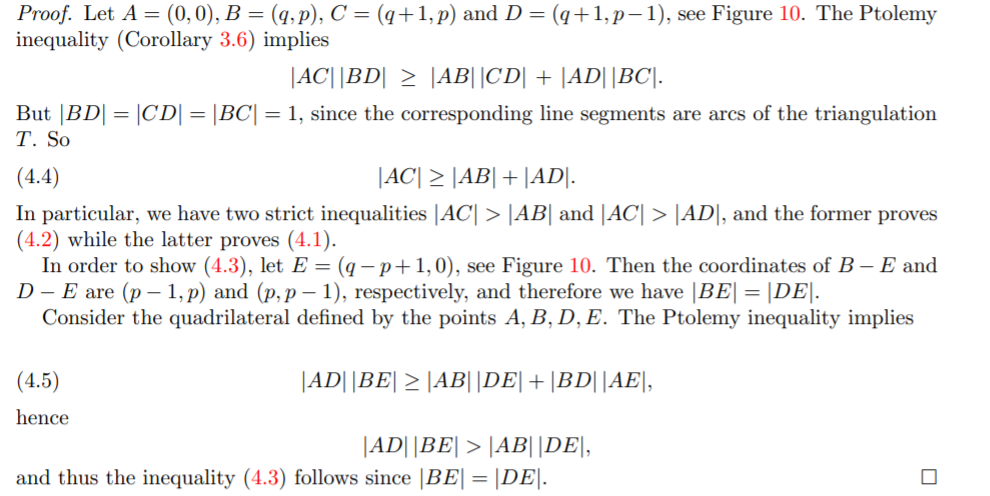 Proof. Let A = (0, 0), B = (q, p), C = (q+1, p) and D = (q+1, p−1), see Figure 10. The Ptolemy
inequality (Corollary 3.6) implies
|AC| |BD| ≥ |AB| |CD| + |AD| |BC|.
But |BD| = |CD| = |BC| = 1, since the corresponding line segments are arcs of the triangulation
T. So
(4.4) |AC| ≥ |AB| + |AD|.
In particular, we have two strict inequalities |AC| > |AB| and |AC| > |AD|, and the former proves
(4.2) while the latter proves (4.1).
In order to show (4.3), let E = (q − p+1, 0), see Figure 10. Then the coordinates of B − E and
D − E are (p − 1, p) and (p, p − 1), respectively, and therefore we have |BE| = |DE|.
Consider the quadrilateral defined by the points A, B, D, E. The Ptolemy inequality implies
(4.5) |AD| |BE| ≥ |AB| |DE| + |BD| |AE|,
hence
|AD| |BE| > |AB| |DE|,
and thus the inequality (4.3) follows since |BE| = |DE|. □